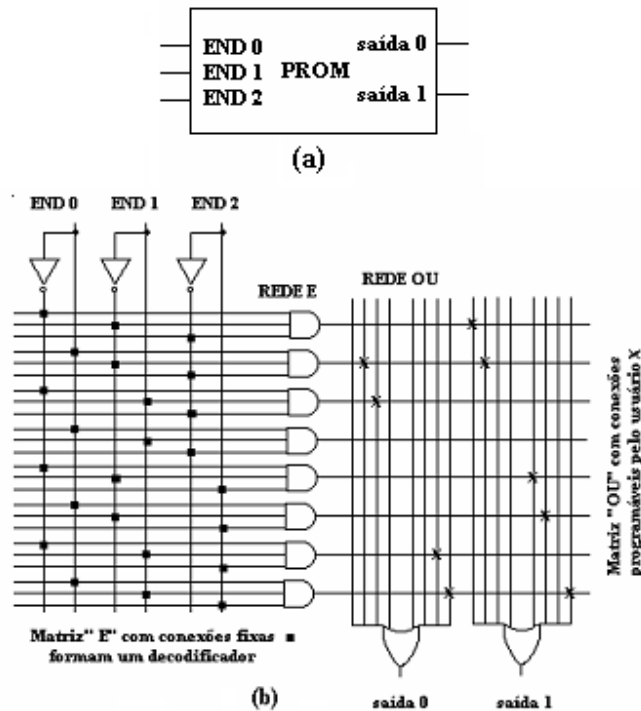 END 0 saída 0
END 1 PROM
END 2 saída 1
(a)
END 0 END 1 END 2
REDE E REDE OU
Matriz "OU" com conexões
programáveis pelo usuário X
Matriz" E" com conexões fixas
formam um decodificador
(b)
saída 0 saída 1